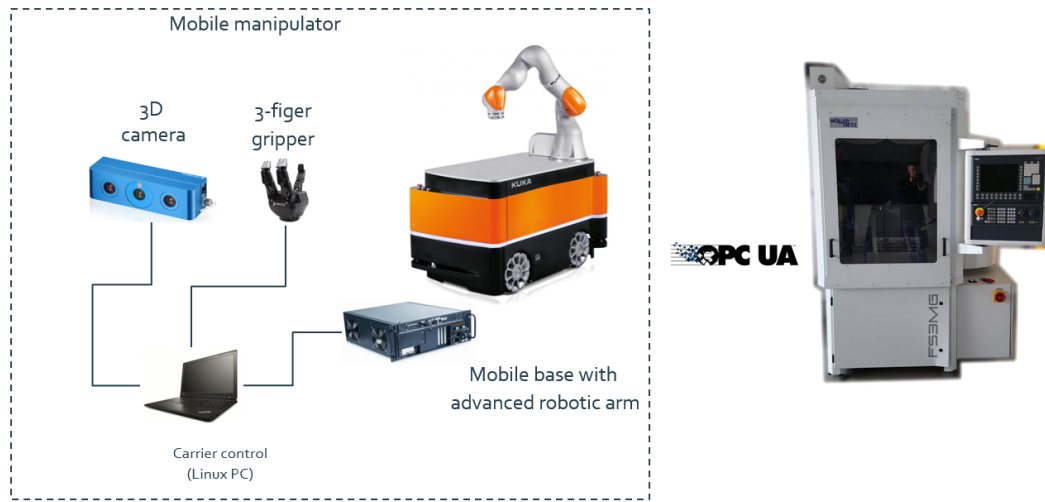 Mobile manipulator
3D
camera
3-figer
gripper
KUKA
Mobile base with
advanced robotic arm
Carrier control
(Linux PC)
OPC UA
FS3MG